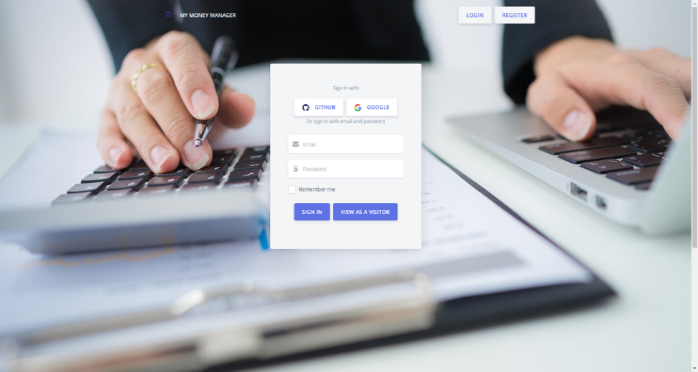 MY MONEY MANAGER
LOGIN
REGISTER
Sign in with
GITHUB
GOOGLE
Or sign in with email and password
Email
Password
Remember me
SIGN IN
VIEW AS A VISITOR